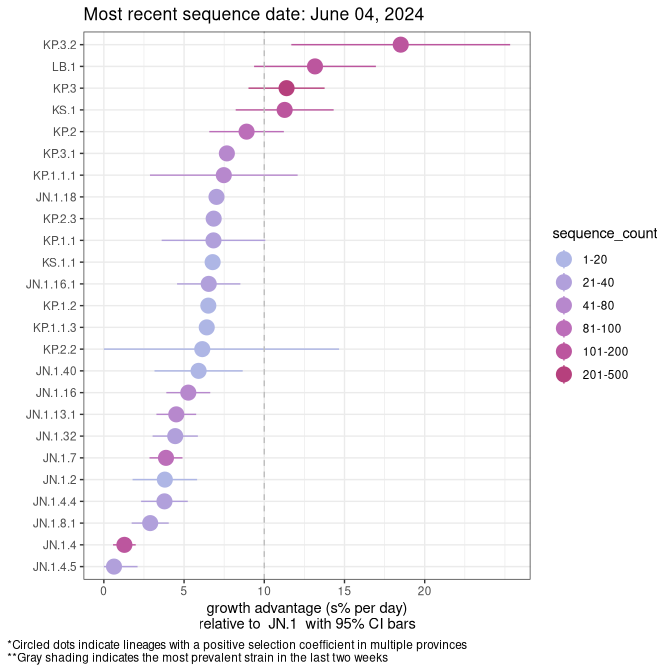 Most recent sequence date: June 04, 2024
KP.3.2
LB.1
KP.3
KS.1
KP.2
KP.3.1
KP.1.1.1
JN.1.18
KP.2.3
KP.1.1
KS.1.1
JN.1.16.1
KP.1.2
KP.1.1.3
KP.2.2
JN.1.40
JN.1.16
JN.1.13.1
JN.1.32
JN.1.7
JN.1.2
JN.1.4.4
JN.1.8.1
JN.1.4
JN.1.4.5
0 5 10 15 20
growth advantage (s% per day)
relative to JN.1 with 95% CI bars
sequence_count
1-20
21-40
41-80
81-100
101-200
201-500
*Circled dots indicate lineages with a positive selection coefficient in multiple provinces
**Gray shading indicates the most prevalent strain in the last two weeks